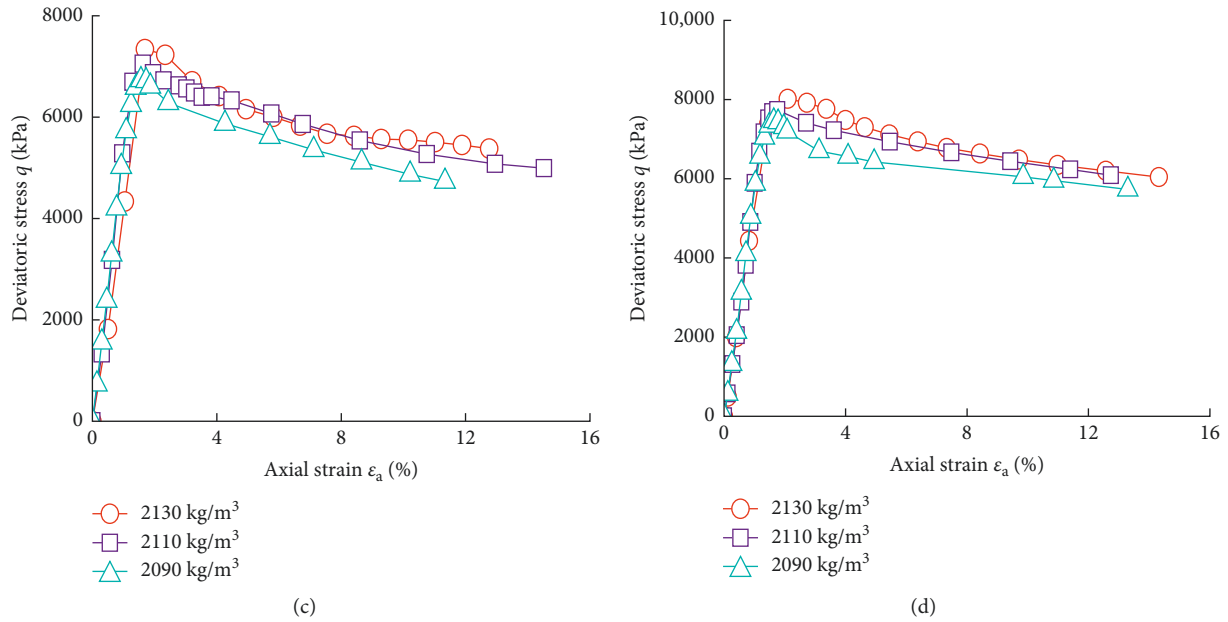 8000
6000
4000
2000
0
Deviatoric stress q (kPa)
0 4 8 12 16
Axial strain εa (%)
2130 kg/m³
2110 kg/m³
2090 kg/m³
(c)
10,000
8000
6000
4000
2000
0
Deviatoric stress q (kPa)
0 4 8 12 16
Axial strain εa (%)
2130 kg/m³
2110 kg/m³
2090 kg/m³
(d)